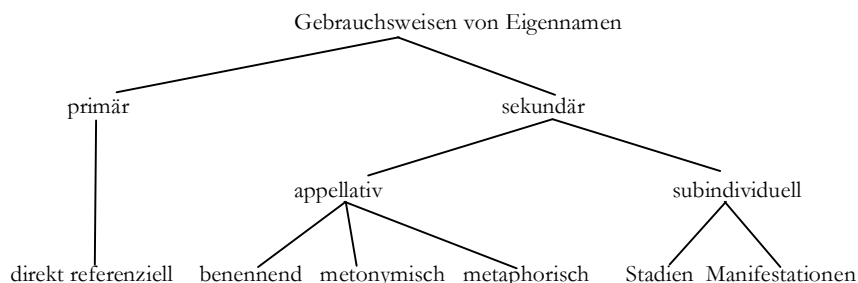 Gebrauchsweisen von Eigennamen
primär sekundär
appellativ subindividuell
direkt referenziell benennend metonymisch metaphorisch Stadien Manifestationen